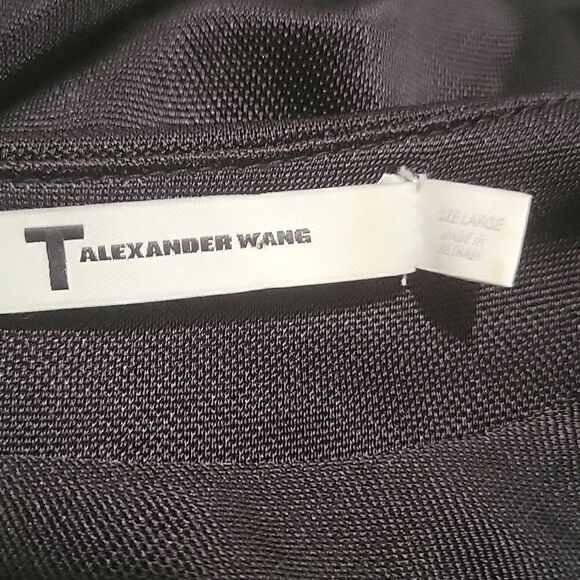 T ALEXANDER WANG
SIZE LARGE
MADE IN
VIETNAM